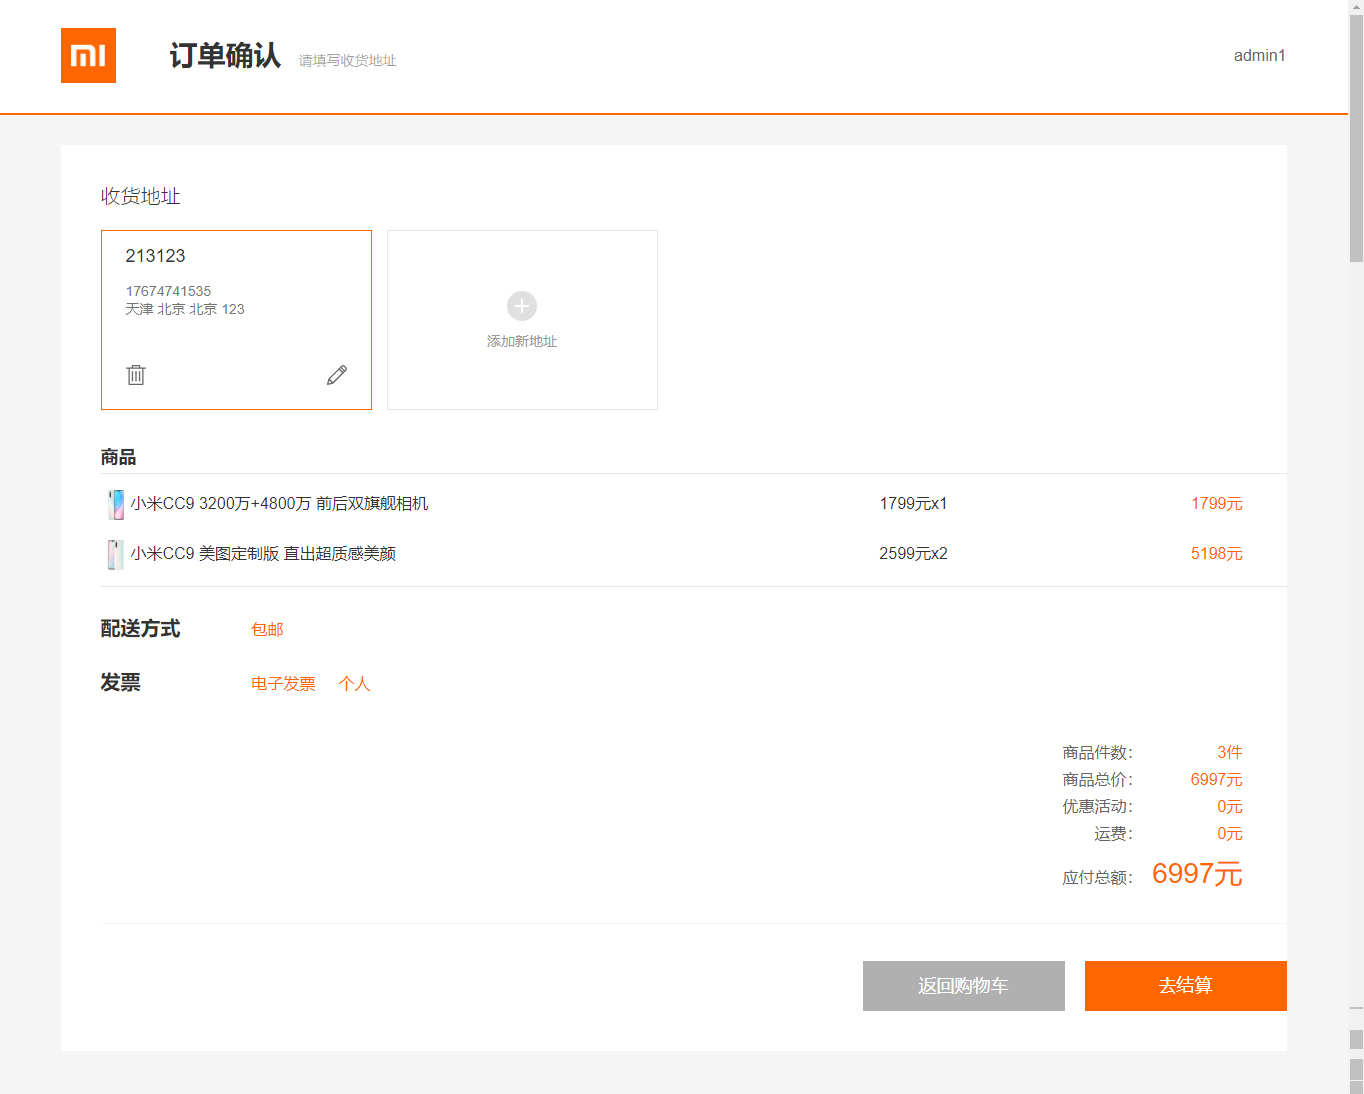 mi
订单确认 请填写收货地址 admin1
收货地址
213123
17674741535
天津 北京 北京 123
添加新地址
商品
小米CC9 3200万+4800万 前后双旗舰相机 1799元x1 1799元
小米CC9 美图定制版 直出超质感美颜 2599元x2 5198元
配送方式 包邮
发票 电子发票 个人
商品件数： 3件
商品总价： 6997元
优惠活动： 0元
运费： 0元
应付总额： 6997元
返回购物车 去结算